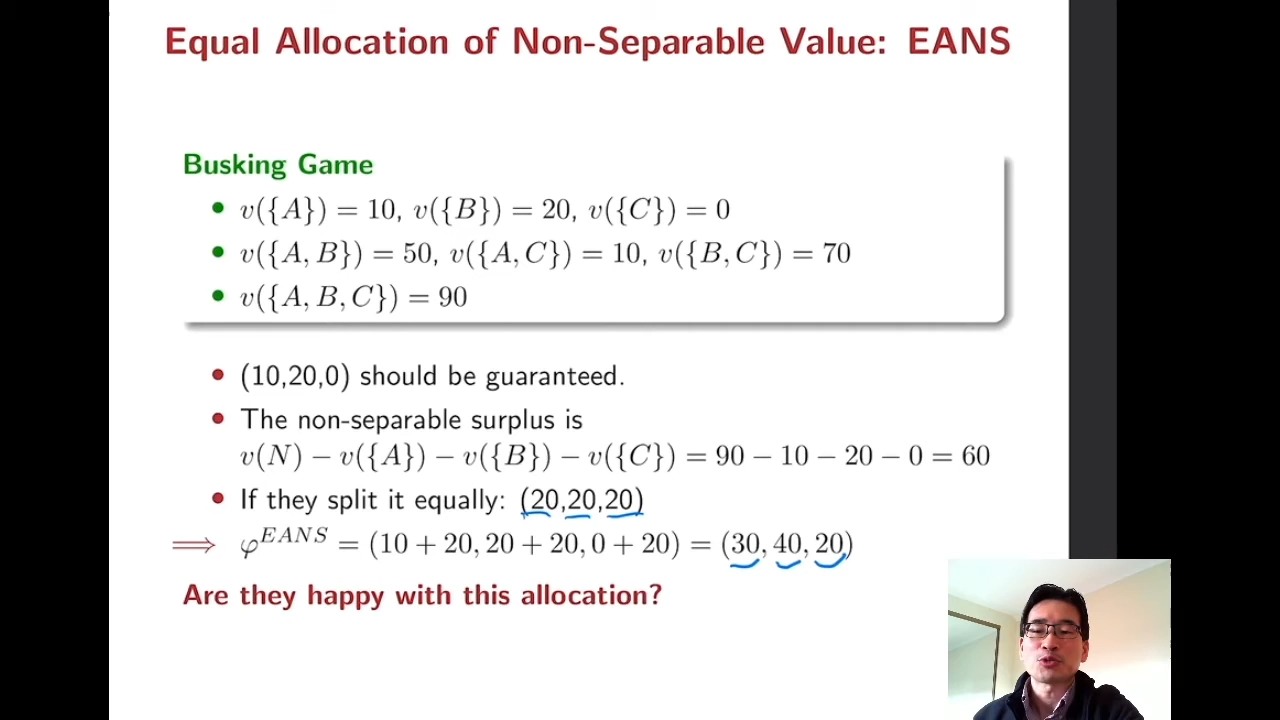 Equal Allocation of Non-Separable Value: EANS
Busking Game
• v({A}) = 10, v({B}) = 20, v({C}) = 0
• v({A, B}) = 50, v({A, C}) = 10, v({B, C}) = 70
• v({A, B, C}) = 90
• (10,20,0) should be guaranteed.
• The non-separable surplus is
v(N) − v({A}) − v({B}) − v({C}) = 90 − 10 − 20 − 0 = 60
• If they split it equally: (20,20,20)
⟹ φ^{EANS} = (10 + 20, 20 + 20, 0 + 20) = (30, 40, 20)
Are they happy with this allocation?